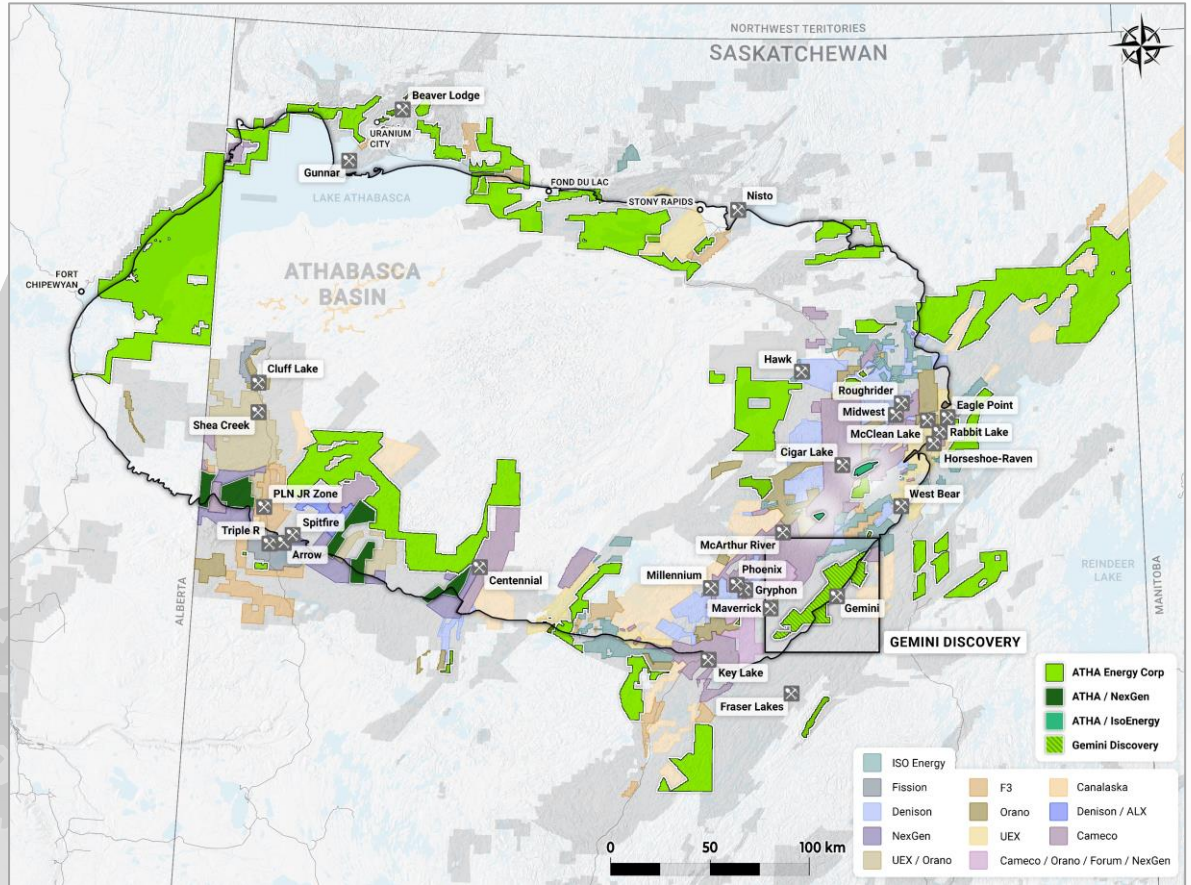 NORTHWEST TERITORIES
SASKATCHEWAN
Beaver Lodge
URANIUM
CITY
Gunnar
LAKE ATHABASCA
FOND DU LAC
STONY RAPIDS
Nisto
FORT
CHIPEWYAN
ATHABASCA
BASIN
Cluff Lake
Shea Creek
Hawk
Roughrider
Midwest
Eagle Point
McClean Lake
Rabbit Lake
Horseshoe-Raven
Cigar Lake
West Bear
PLN JR Zone
Triple R
Spitfire
Arrow
McArthur River
Centennial
Millennium
Phoenix
Gryphon
Maverrick
Gemini
REINDEER
LAKE
ALBERTA
MANITOBA
GEMINI DISCOVERY
Key Lake
Fraser Lakes
ATHA Energy Corp
ATHA / NexGen
ATHA / IsoEnergy
Gemini Discovery
ISO Energy
Fission
F3
Canalaska
Denison
Orano
Denison / ALX
NexGen
UEX
Cameco
UEX / Orano
Cameco / Orano / Forum / NexGen
0 50 100 km